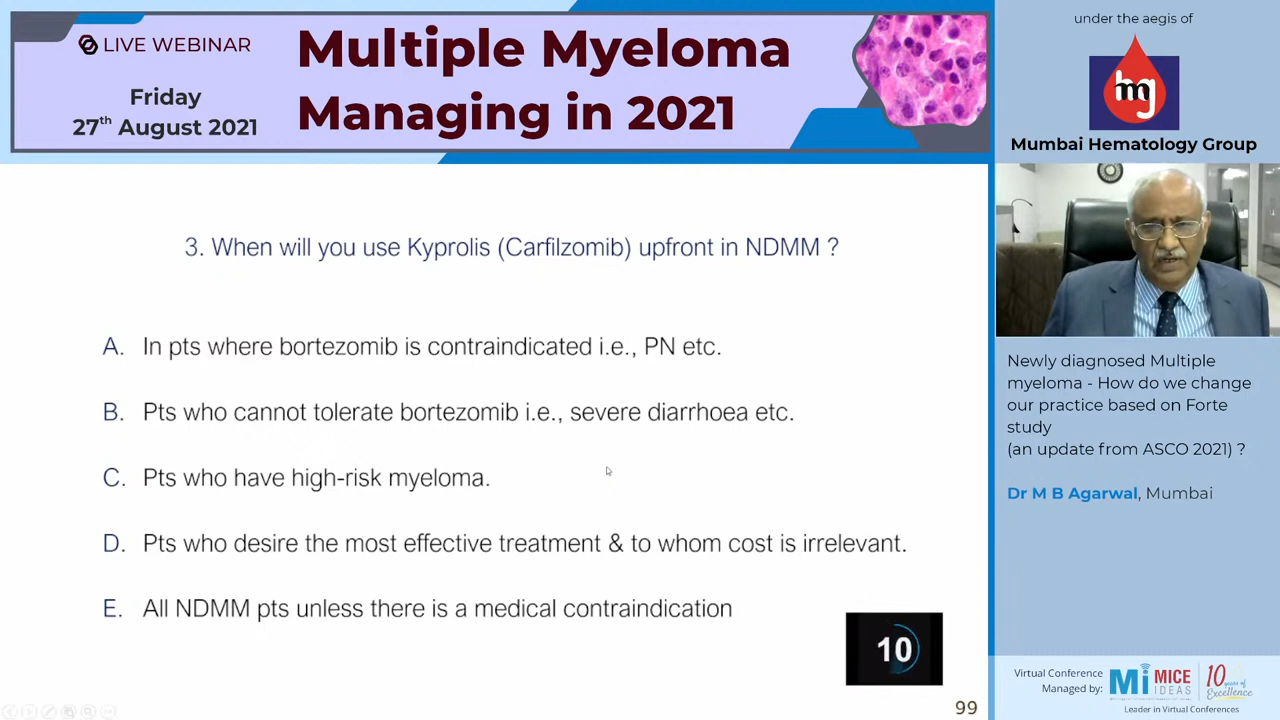 LIVE WEBINAR
Friday
27th August 2021
Multiple Myeloma
Managing in 2021
under the aegis of
hg
Mumbai Hematology Group
3. When will you use Kyprolis (Carfilzomib) upfront in NDMM ?
A. In pts where bortezomib is contraindicated i.e., PN etc.
B. Pts who cannot tolerate bortezomib i.e., severe diarrhoea etc.
C. Pts who have high-risk myeloma.
D. Pts who desire the most effective treatment & to whom cost is irrelevant.
E. All NDMM pts unless there is a medical contraindication
10
99
Newly diagnosed Multiple
myeloma - How do we change
our practice based on Forte
study
(an update from ASCO 2021) ?
Dr M B Agarwal, Mumbai
Virtual Conference
Managed by:
Mi MICE
IDEAS
10 years of
Excellence
Leader in Virtual Conferences